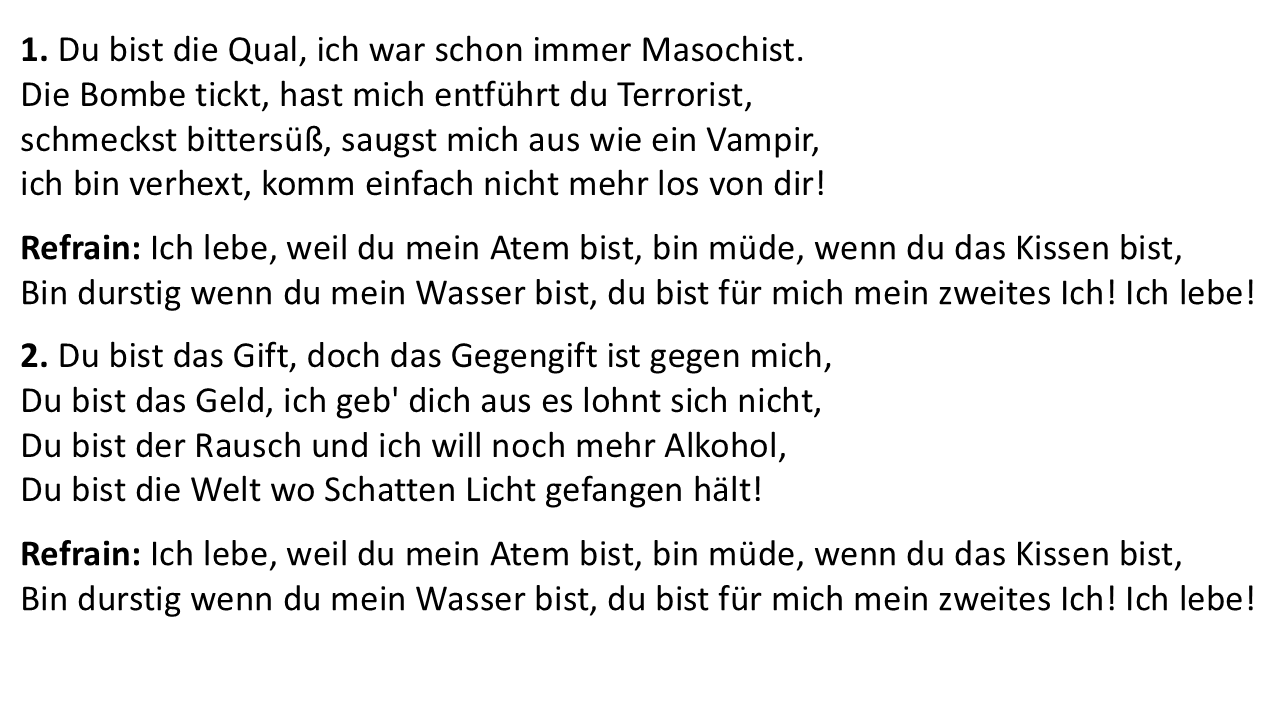 1. Du bist die Qual, ich war schon immer Masochist.
Die Bombe tickt, hast mich entführt du Terrorist,
schmeckst bittersüß, saugst mich aus wie ein Vampir,
ich bin verhext, komm einfach nicht mehr los von dir!
Refrain: Ich lebe, weil du mein Atem bist, bin müde, wenn du das Kissen bist,
Bin durstig wenn du mein Wasser bist, du bist für mich mein zweites Ich! Ich lebe!
2. Du bist das Gift, doch das Gegengift ist gegen mich,
Du bist das Geld, ich geb' dich aus es lohnt sich nicht,
Du bist der Rausch und ich will noch mehr Alkohol,
Du bist die Welt wo Schatten Licht gefangen hält!
Refrain: Ich lebe, weil du mein Atem bist, bin müde, wenn du das Kissen bist,
Bin durstig wenn du mein Wasser bist, du bist für mich mein zweites Ich! Ich lebe!